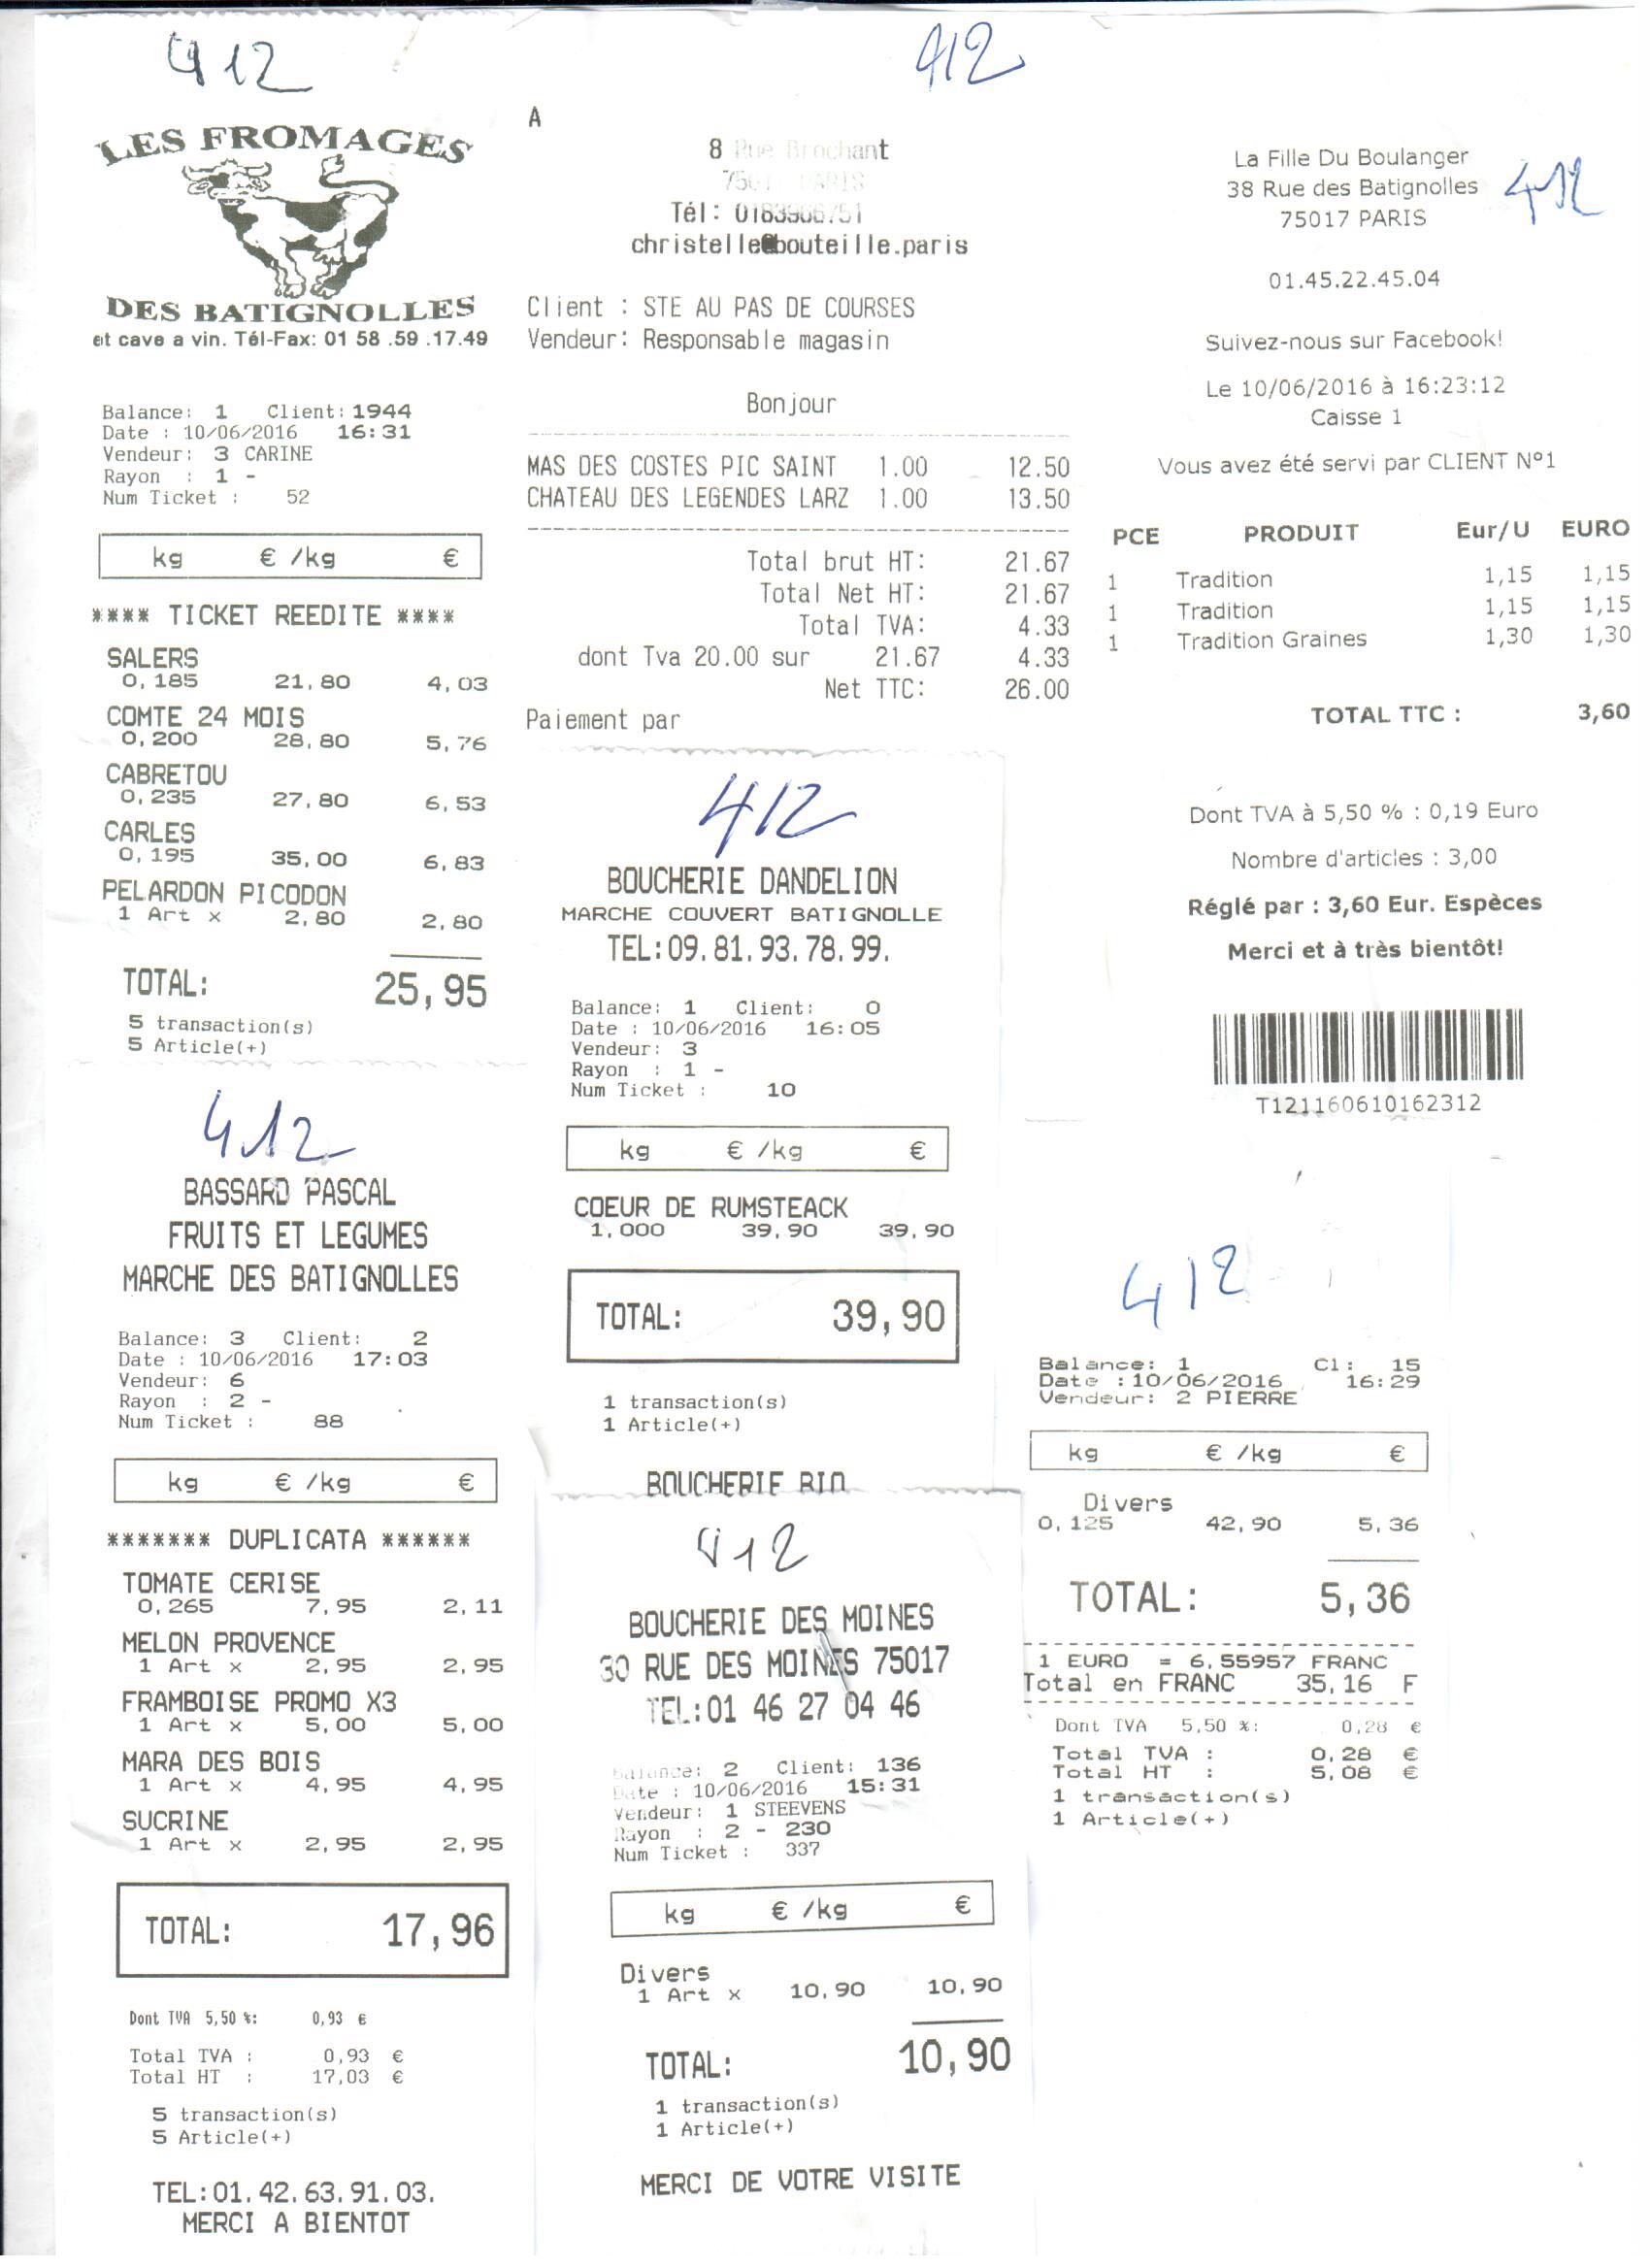 412
LES FROMAGES
DES BATIGNOLLES
et cave a vin. Tél-Fax: 01 58 .59 .17.49
Balance: 1 Client: 1944
Date : 10/06/2016 16:31
Vendeur: 3 CARINE
Rayon : 1 -
Num Ticket : 52
kg € /kg €
**** TICKET REEDITE ****
SALERS
0,185 21,80 4,03
COMTE 24 MOIS
0,200 28,80 5,76
CABRETOU
0,235 27,80 6,53
CARLES
0,195 35,00 6,83
PELARDON PICODON
1 Art x 2,80 2,80
TOTAL: 25,95
5 transaction(s)
5 Article(+)
412
BASSARD PASCAL
FRUITS ET LEGUMES
MARCHE DES BATIGNOLLES
Balance: 3 Client: 2
Date : 10/06/2016 17:03
Vendeur: 6
Rayon : 2 -
Num Ticket : 88
kg € /kg €
******* DUPLICATA ******
TOMATE CERISE
0,265 7,95 2,11
MELON PROVENCE
1 Art x 2,95 2,95
FRAMBOISE PROMO X3
1 Art x 5,00 5,00
MARA DES BOIS
1 Art x 4,95 4,95
SUCRINE
1 Art x 2,95 2,95
TOTAL: 17,96
Dont TVA 5,50 %: 0,93 €
Total TVA : 0,93 €
Total HT : 17,03 €
5 transaction(s)
5 Article(+)
TEL:01.42.63.91.03.
MERCI A BIENTOT
412
A
8 Rue Brochant
PARIS
Tél: 0183966751
christelle@bouteille.paris
Client : STE AU PAS DE COURSES
Vendeur: Responsable magasin
Bonjour
MAS DES COSTES PIC SAINT 1.00 12.50
CHATEAU DES LEGENDES LARZ 1.00 13.50
Total brut HT: 21.67
Total Net HT: 21.67
Total TVA: 4.33
dont Tva 20.00 sur 21.67 4.33
Net TTC: 26.00
Paiement par
412
BOUCHERIE DANDELION
MARCHE COUVERT BATIGNOLLE
TEL:09.81.93.78.99.
Balance: 1 Client: 0
Date : 10/06/2016 16:05
Vendeur: 3
Rayon : 1 -
Num Ticket : 10
kg € /kg €
COEUR DE RUMSTEACK
1,000 39,90 39,90
TOTAL: 39,90
1 transaction(s)
1 Article(+)
BOUCHERIE BIO
412
BOUCHERIE DES MOINES
30 RUE DES MOINES 75017
TEL:01 46 27 04 46
Balance: 2 Client: 136
Date : 10/06/2016 15:31
Vendeur: 1 STEEVENS
Rayon : 2 - 230
Num Ticket : 337
kg € /kg €
Divers
1 Art x 10,90 10,90
TOTAL: 10,90
1 transaction(s)
1 Article(+)
MERCI DE VOTRE VISITE
La Fille Du Boulanger
38 Rue des Batignolles
75017 PARIS
412
01.45.22.45.04
Suivez-nous sur Facebook!
Le 10/06/2016 à 16:23:12
Caisse 1
Vous avez été servi par CLIENT N°1
PCE PRODUIT Eur/U EURO
1 Tradition 1,15 1,15
1 Tradition 1,15 1,15
1 Tradition Graines 1,30 1,30
TOTAL TTC : 3,60
Dont TVA à 5,50 % : 0,19 Euro
Nombre d'articles : 3,00
Réglé par : 3,60 Eur. Espèces
Merci et à très bientôt!
T121160610162312
412
Balance: 1 Cl: 15
Date :10/06/2016 16:29
Vendeur: 2 PIERRE
kg € /kg €
Divers
0,125 42,90 5,36
TOTAL: 5,36
1 EURO = 6,55957 FRANC
Total en FRANC 35,16 F
Dont TVA 5,50 %: 0,28 €
Total TVA : 0,28 €
Total HT : 5,08 €
1 transaction(s)
1 Article(+)